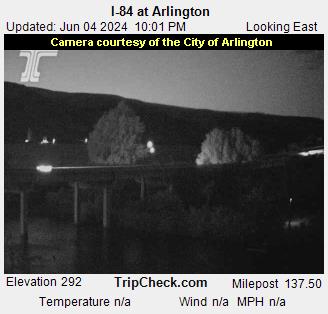 I-84 at Arlington
Updated: Jun 04 2024 10:01 PM Looking East
Camera courtesy of the City of Arlington
Elevation 292 TripCheck.com Milepost 137.50
Temperature n/a Wind n/a MPH n/a